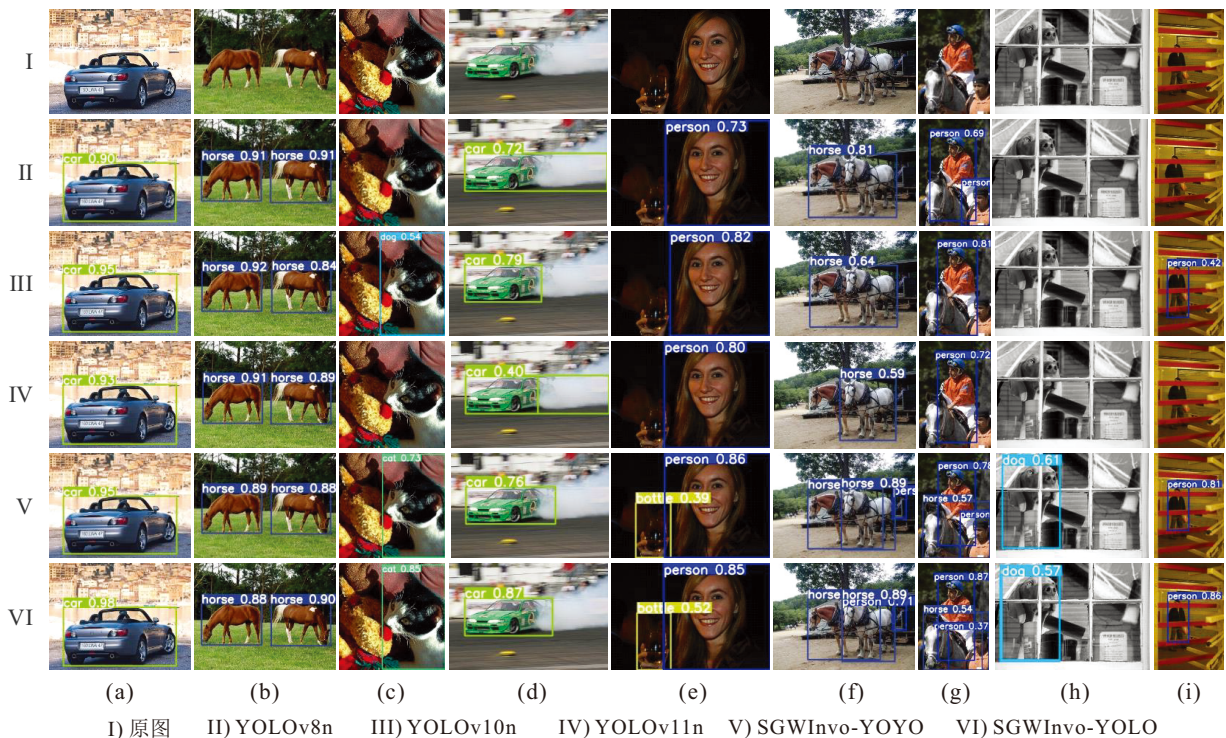 I
II
car 0.90
horse 0.91 horse 0.91
car 0.72
person 0.73
horse 0.81
person 0.69
person
III
car 0.95
horse 0.92 horse 0.84
dog 0.54
car 0.79
person 0.82
horse 0.64
person 0.81
person 0.42
IV
car 0.93
horse 0.91 horse 0.89
car 0.40
person 0.80
horse 0.59
person 0.72
V
car 0.95
horse 0.89 horse 0.88
cat 0.73
car 0.76
person 0.86
bottle 0.39
horse horse 0.89
pers
person 0.78
horse 0.57
person
dog 0.61
person 0.81
VI
car 0.98
horse 0.88 horse 0.90
cat 0.85
car 0.87
person 0.85
bottle 0.52
horse horse 0.89
person 0.71
person 0.87
horse 0.54
person 0.37
dog 0.57
person 0.86
(a) (b) (c) (d) (e) (f) (g) (h) (i)
I) 原图 II) YOLOv8n III) YOLOv10n IV) YOLOv11n V) SGWInvo-YOYO VI) SGWInvo-YOLO